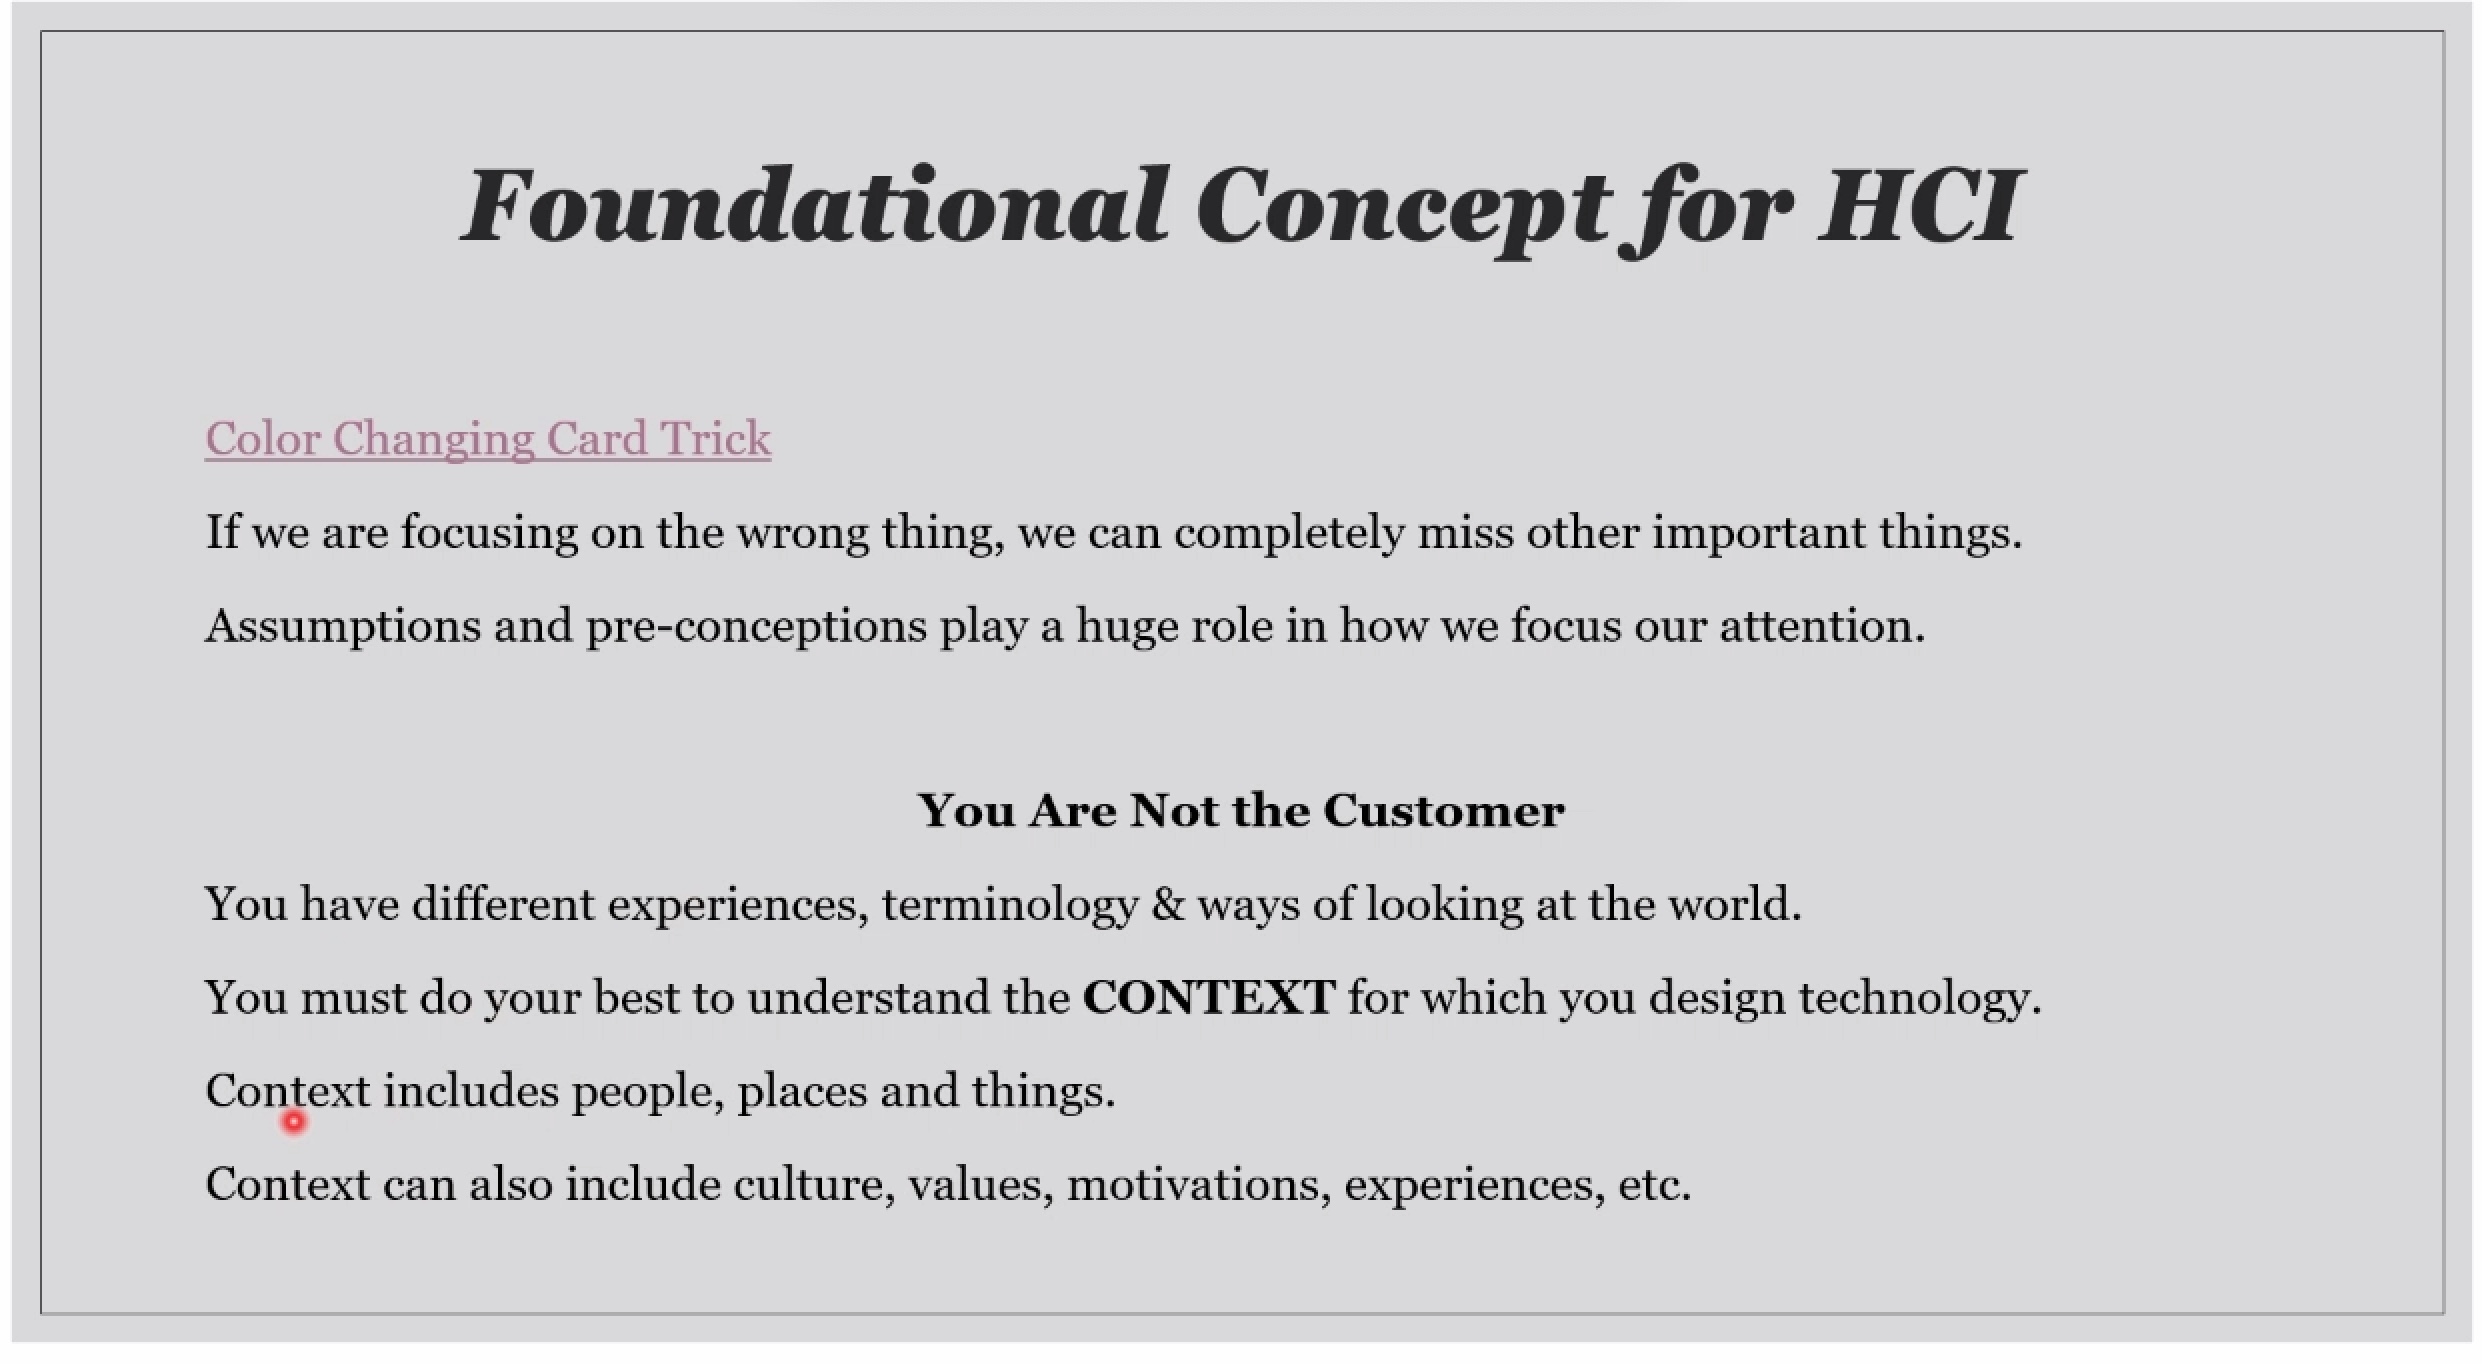 Foundational Concept for HCI
Color Changing Card Trick
If we are focusing on the wrong thing, we can completely miss other important things.
Assumptions and pre-conceptions play a huge role in how we focus our attention.
You Are Not the Customer
You have different experiences, terminology & ways of looking at the world.
You must do your best to understand the CONTEXT for which you design technology.
Context includes people, places and things.
Context can also include culture, values, motivations, experiences, etc.